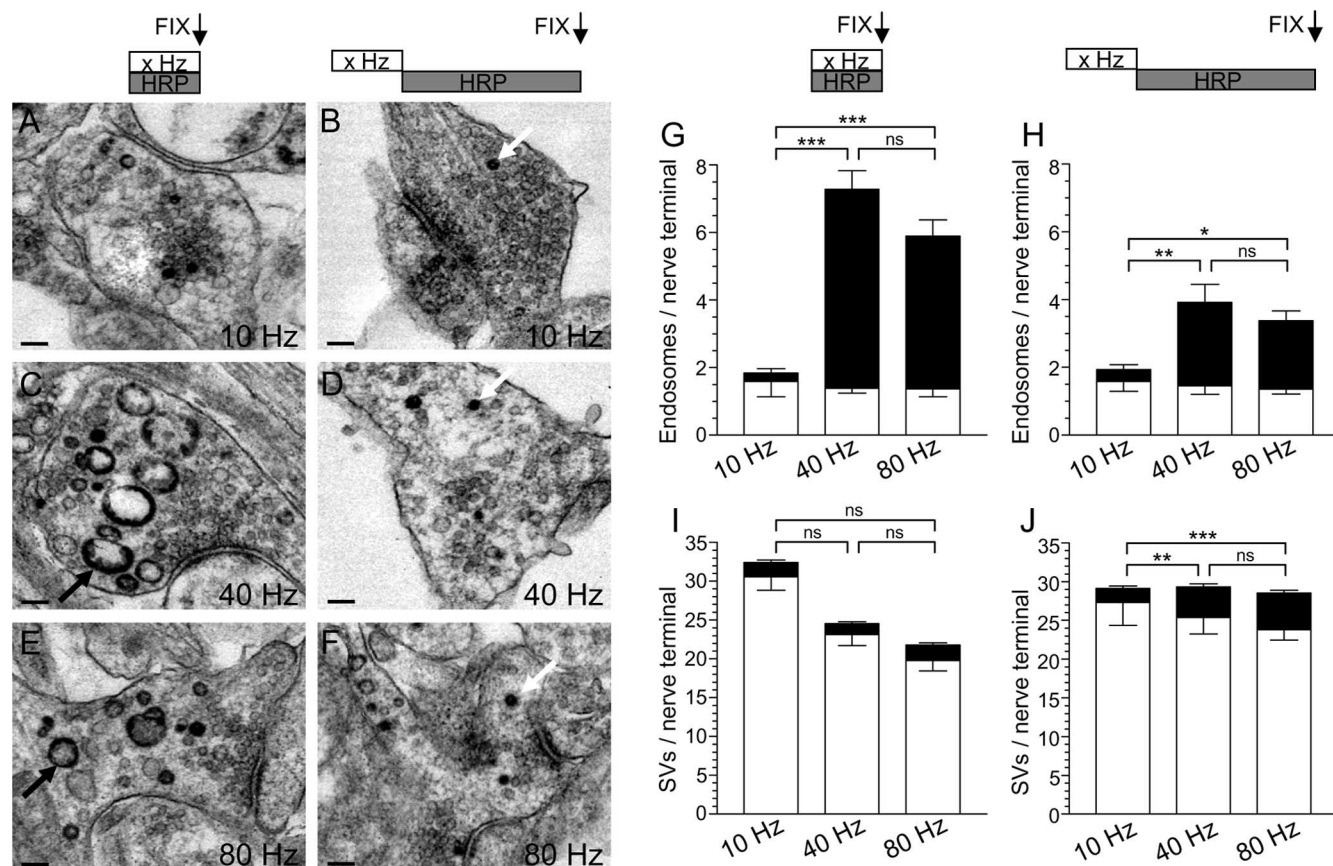 FIX
x Hz
HRP
FIX
x Hz
HRP
FIX
x Hz
HRP
FIX
x Hz
HRP
A
10 Hz
B
10 Hz
C
40 Hz
D
40 Hz
E
80 Hz
F
80 Hz
G
Endosomes / nerve terminal
8
6
4
2
0
***
***
ns
10 Hz
40 Hz
80 Hz
H
Endosomes / nerve terminal
8
6
4
2
0
*
**
ns
10 Hz
40 Hz
80 Hz
I
SVs / nerve terminal
35
30
25
20
15
10
5
0
ns
ns
ns
10 Hz
40 Hz
80 Hz
J
SVs / nerve terminal
35
30
25
20
15
10
5
0
***
**
ns
10 Hz
40 Hz
80 Hz